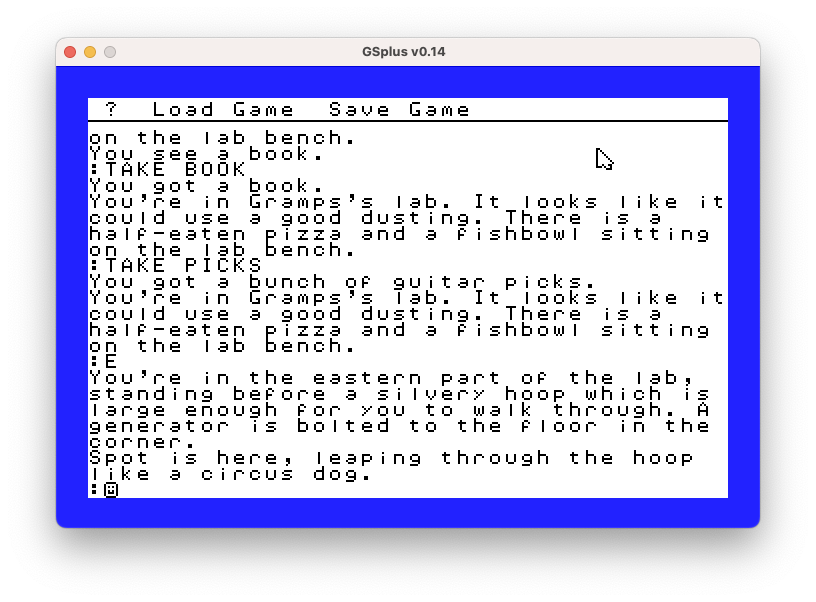 GSplus v0.14
? Load Game Save Game
on the lab bench.
You see a book.
:TAKE BOOK
You got a book.
You're in Gramps's lab. It looks like it
could use a good dusting. There is a
half-eaten pizza and a fishbowl sitting
on the lab bench.
:TAKE PICKS
You got a bunch of guitar picks.
You're in Gramps's lab. It looks like it
could use a good dusting. There is a
half-eaten pizza and a fishbowl sitting
on the lab bench.
:E
You're in the eastern part of the lab,
standing before a silvery hoop which is
large enough for you to walk through. A
generator is bolted to the floor in the
corner.
Spot is here, leaping through the hoop
like a circus dog.
: